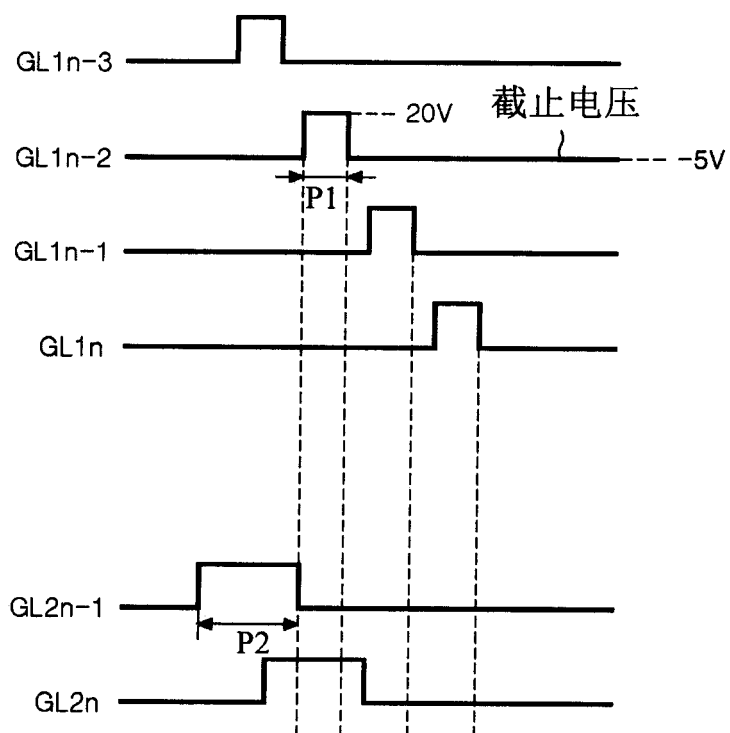 GL1n-3
20V
截止电压
GL1n-2
-5V
P1
GL1n-1
GL1n
GL2n-1
P2
GL2n